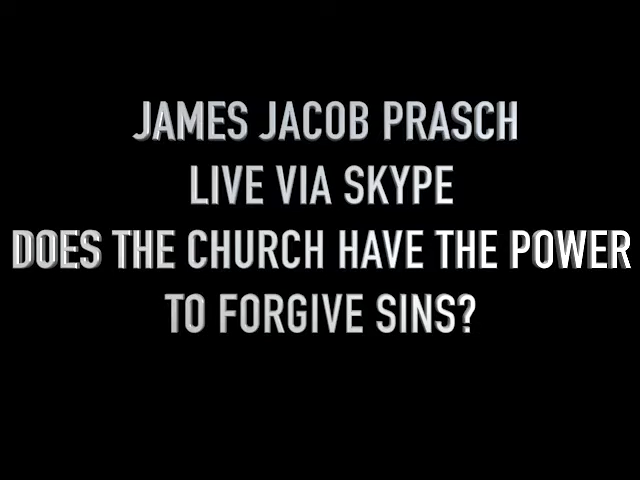 JAMES JACOB PRASCH
LIVE VIA SKYPE
DOES THE CHURCH HAVE THE POWER
TO FORGIVE SINS?